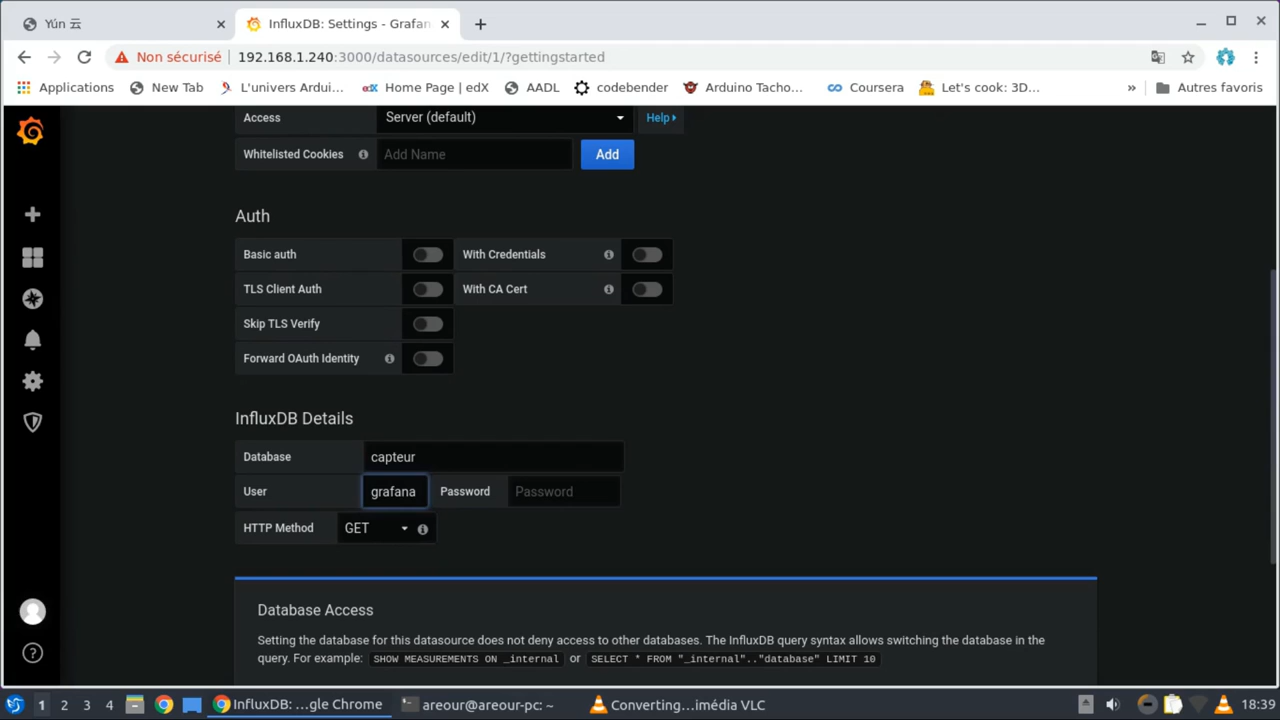 Yún 云
InfluxDB: Settings - Grafan
Non sécurisé 192.168.1.240:3000/datasources/edit/1/?gettingstarted
Applications New Tab L'univers Ardui... Home Page | edX AADL codebender Arduino Tacho... Coursera Let's cook: 3D... » Autres favoris
Access Server (default) Help
Whitelisted Cookies Add Name Add
Auth
Basic auth With Credentials
TLS Client Auth With CA Cert
Skip TLS Verify
Forward OAuth Identity
InfluxDB Details
Database capteur
User grafana Password Password
HTTP Method GET
Database Access
Setting the database for this datasource does not deny access to other databases. The InfluxDB query syntax allows switching the database in the
query. For example: SHOW MEASUREMENTS ON _internal or SELECT * FROM "_internal".."database" LIMIT 10
1 2 3 4 InfluxDB: ...gle Chrome areour@areour-pc: ~ Converting...imédia VLC 18:39